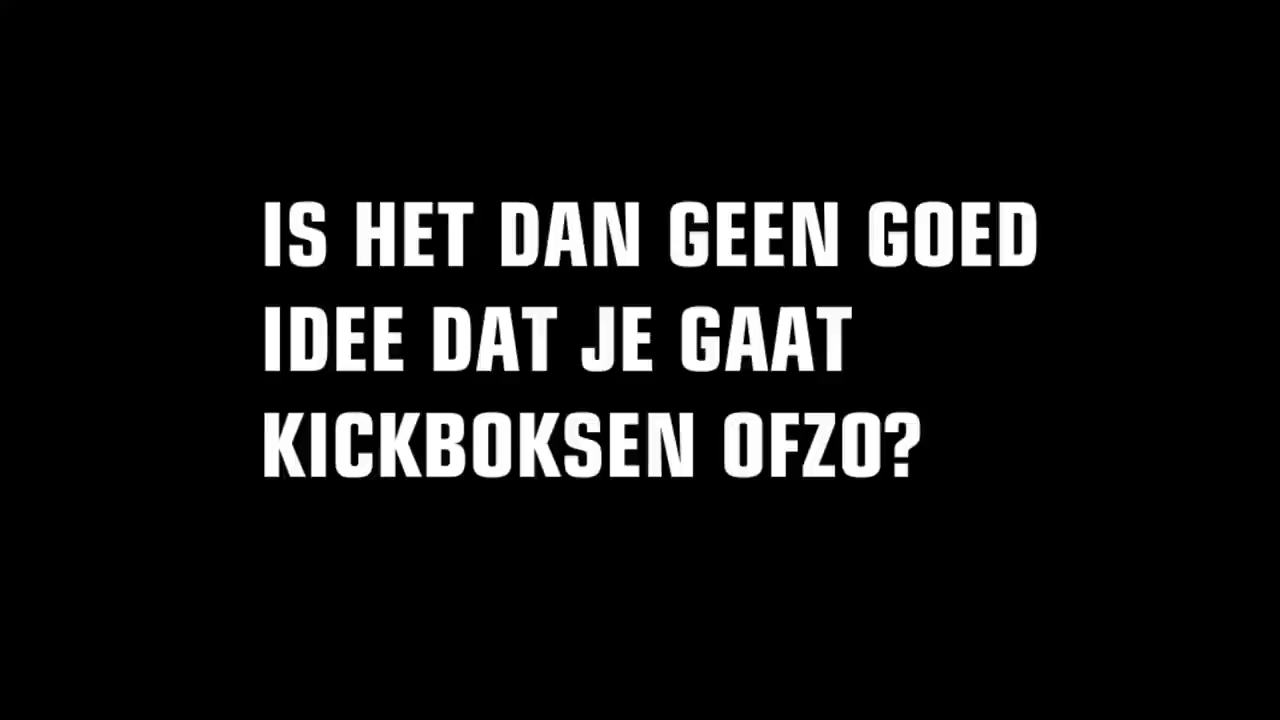 IS HET DAN GEEN GOED
IDEE DAT JE GAAT
KICKBOKSEN OFZO?